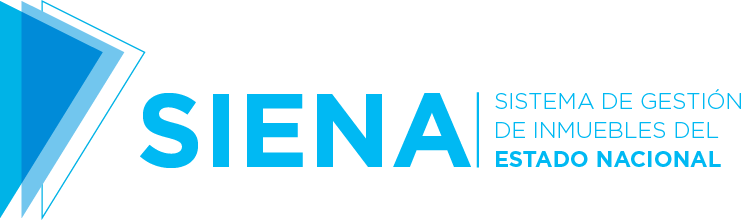 SIENA
SISTEMA DE GESTIÓN
DE INMUEBLES DEL
ESTADO NACIONAL